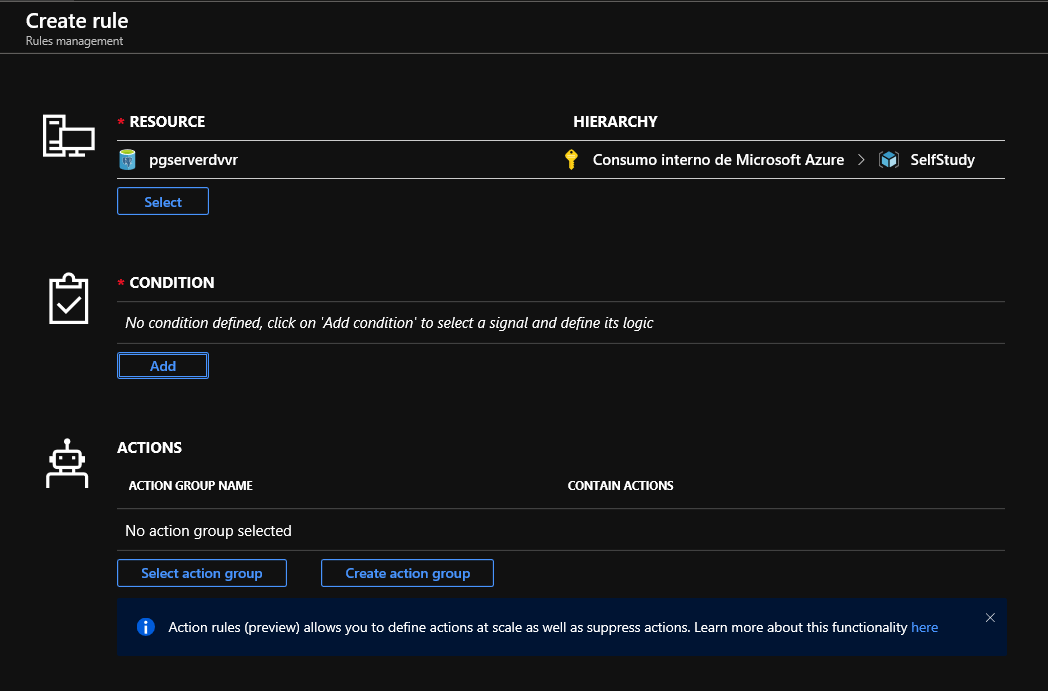 Create rule
Rules management
* RESOURCE HIERARCHY
pgserverdvvr Consumo interno de Microsoft Azure > SelfStudy
Select
* CONDITION
No condition defined, click on 'Add condition' to select a signal and define its logic
Add
ACTIONS
ACTION GROUP NAME CONTAIN ACTIONS
No action group selected
Select action group Create action group
Action rules (preview) allows you to define actions at scale as well as suppress actions. Learn more about this functionality here